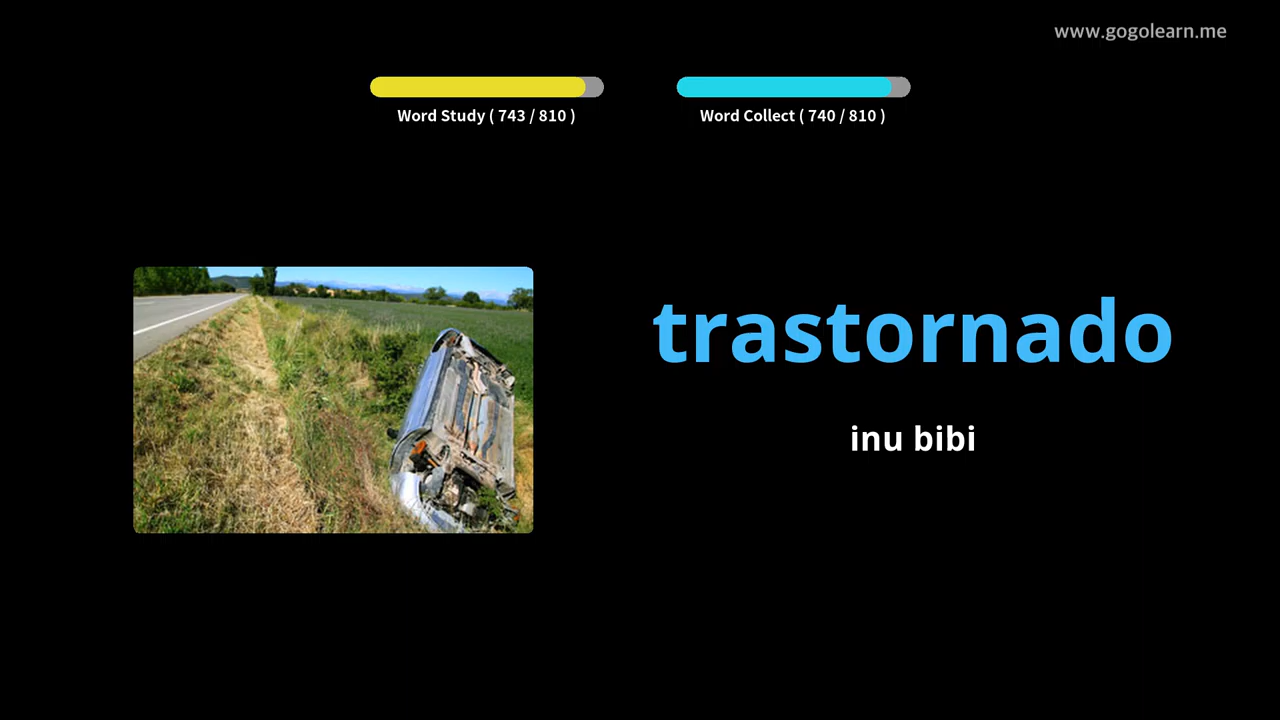 www.gogolearn.me
Word Study ( 743 / 810 )
Word Collect ( 740 / 810 )
trastornado
inu bibi